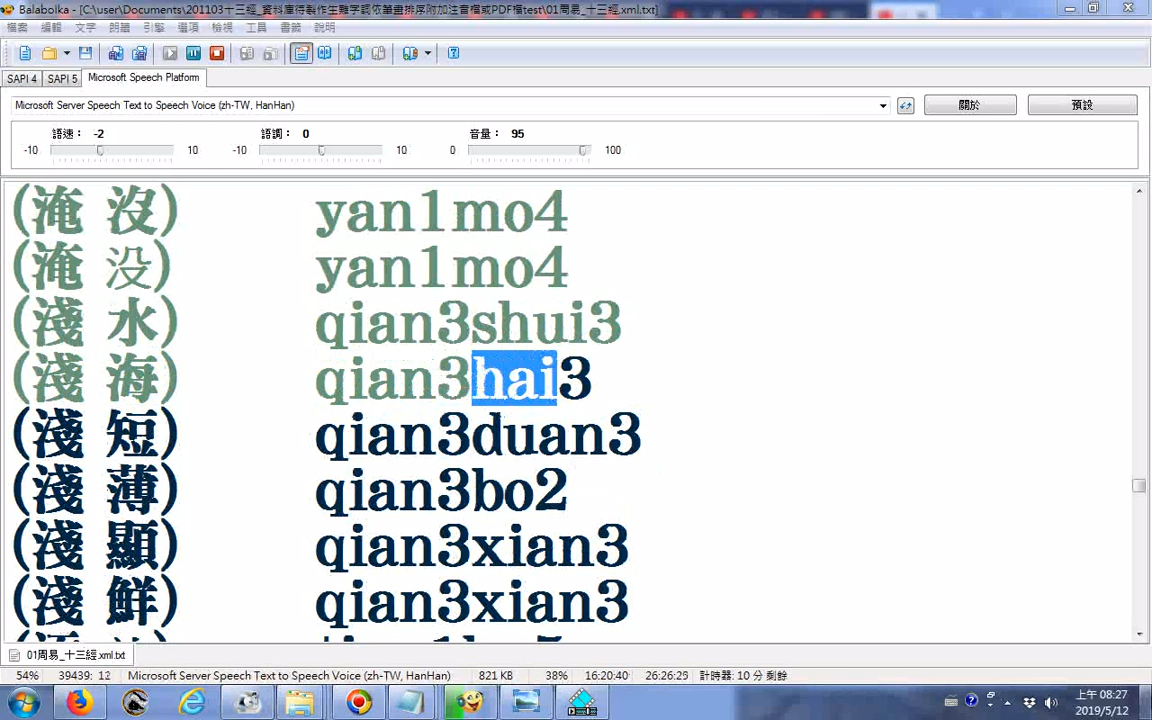 Balabolka - [C:\user\Documents\201103十三經_資料庫待製作生難字詞依筆畫排序附加注音檔或PDF檔test\01周易_十三經.xml.txt]
檔案 編輯 文字 朗讀 引擎 選項 檢視 工具 書籤 說明
SAPI 4 SAPI 5 Microsoft Speech Platform
Microsoft Server Speech Text to Speech Voice (zh-TW, HanHan) 關於 預設
語速： -2 語調： 0 音量： 95
-10 10 -10 10 0 100
(淹 沒) yan1mo4
(淹 没) yan1mo4
(淺 水) qian3shui3
(淺 海) qian3hai3
(淺 短) qian3duan3
(淺 薄) qian3bo2
(淺 顯) qian3xian3
(淺 鮮) qian3xian3
01周易_十三經.xml.txt
54% 39439: 12 Microsoft Server Speech Text to Speech Voice (zh-TW, HanHan) 821 KB 38% 16:20:40 26:26:29 計時器: 10 分 剩餘
上午 08:27
2019/5/12